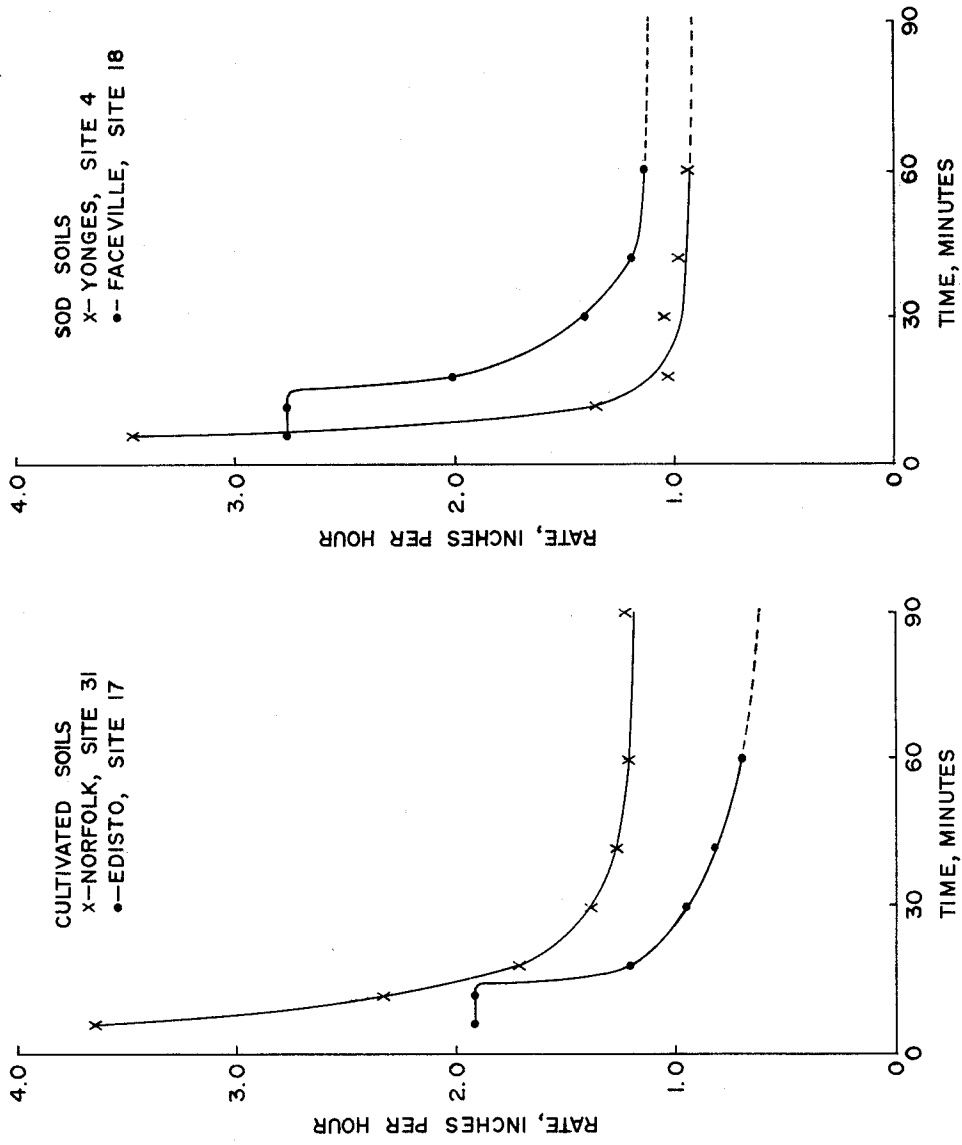 CULTIVATED SOILS
x—NORFOLK, SITE 31
•—EDISTO, SITE 17
4.0
3.0
2.0
1.0
0
RATE, INCHES PER HOUR
0
30
60
90
TIME, MINUTES
SOD SOILS
x—YONGES, SITE 4
•—FACEVILLE, SITE 18
4.0
3.0
2.0
1.0
0
RATE, INCHES PER HOUR
0
30
60
90
TIME, MINUTES